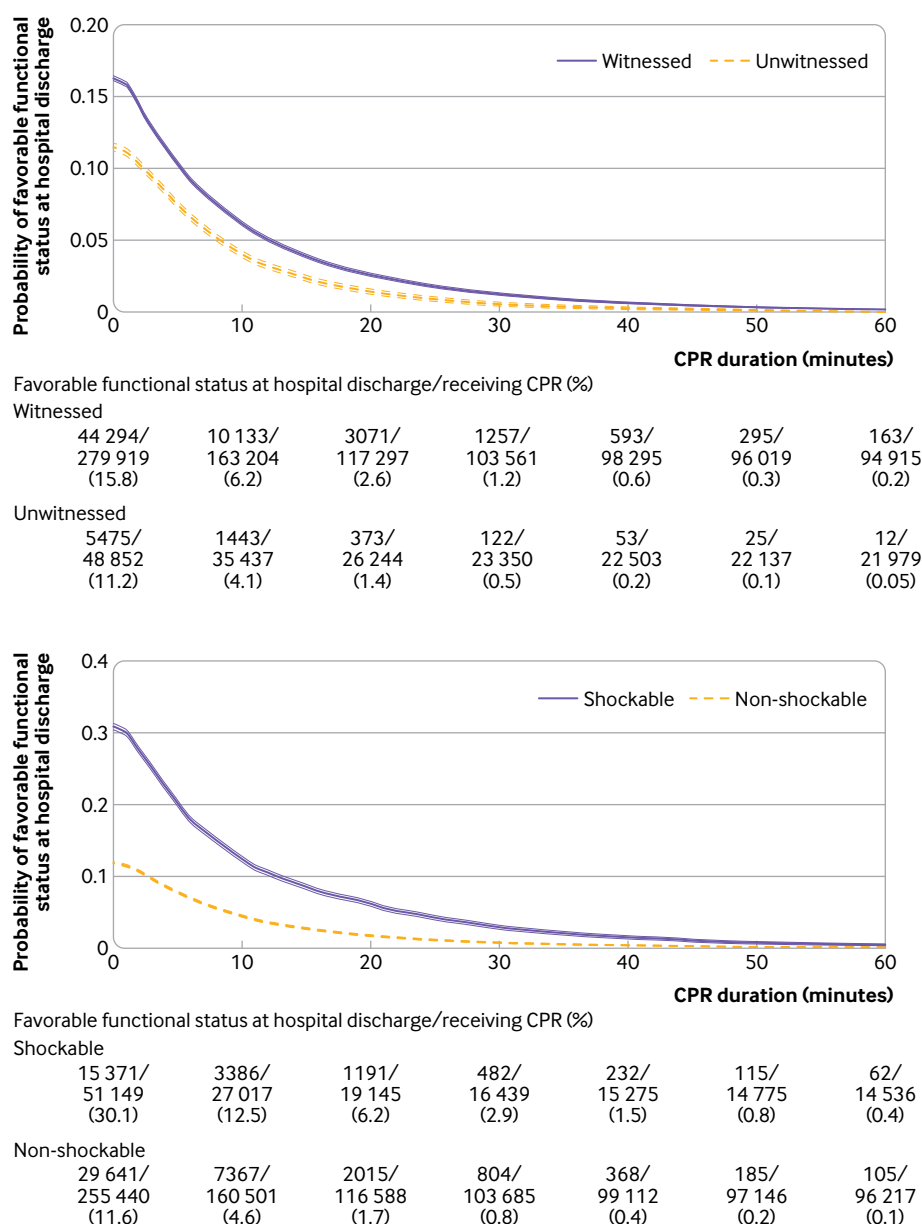 0.20
Witnessed
Unwitnessed
0.15
0.10
0.05
0
Probability of favorable functional
status at hospital discharge
0 10 20 30 40 50 60
CPR duration (minutes)
Favorable functional status at hospital discharge/receiving CPR (%)
Witnessed
44 294/ 10 133/ 3071/ 1257/ 593/ 295/ 163/
279 919 163 204 117 297 103 561 98 295 96 019 94 915
(15.8) (6.2) (2.6) (1.2) (0.6) (0.3) (0.2)
Unwitnessed
5475/ 1443/ 373/ 122/ 53/ 25/ 12/
48 852 35 437 26 244 23 350 22 503 22 137 21 979
(11.2) (4.1) (1.4) (0.5) (0.2) (0.1) (0.05)
0.4
Shockable
Non-shockable
0.3
0.2
0.1
0
Probability of favorable functional
status at hospital discharge
0 10 20 30 40 50 60
CPR duration (minutes)
Favorable functional status at hospital discharge/receiving CPR (%)
Shockable
15 371/ 3386/ 1191/ 482/ 232/ 115/ 62/
51 149 27 017 19 145 16 439 15 275 14 775 14 536
(30.1) (12.5) (6.2) (2.9) (1.5) (0.8) (0.4)
Non-shockable
29 641/ 7367/ 2015/ 804/ 368/ 185/ 105/
255 440 160 501 116 588 103 685 99 112 97 146 96 217
(11.6) (4.6) (1.7) (0.8) (0.4) (0.2) (0.1)